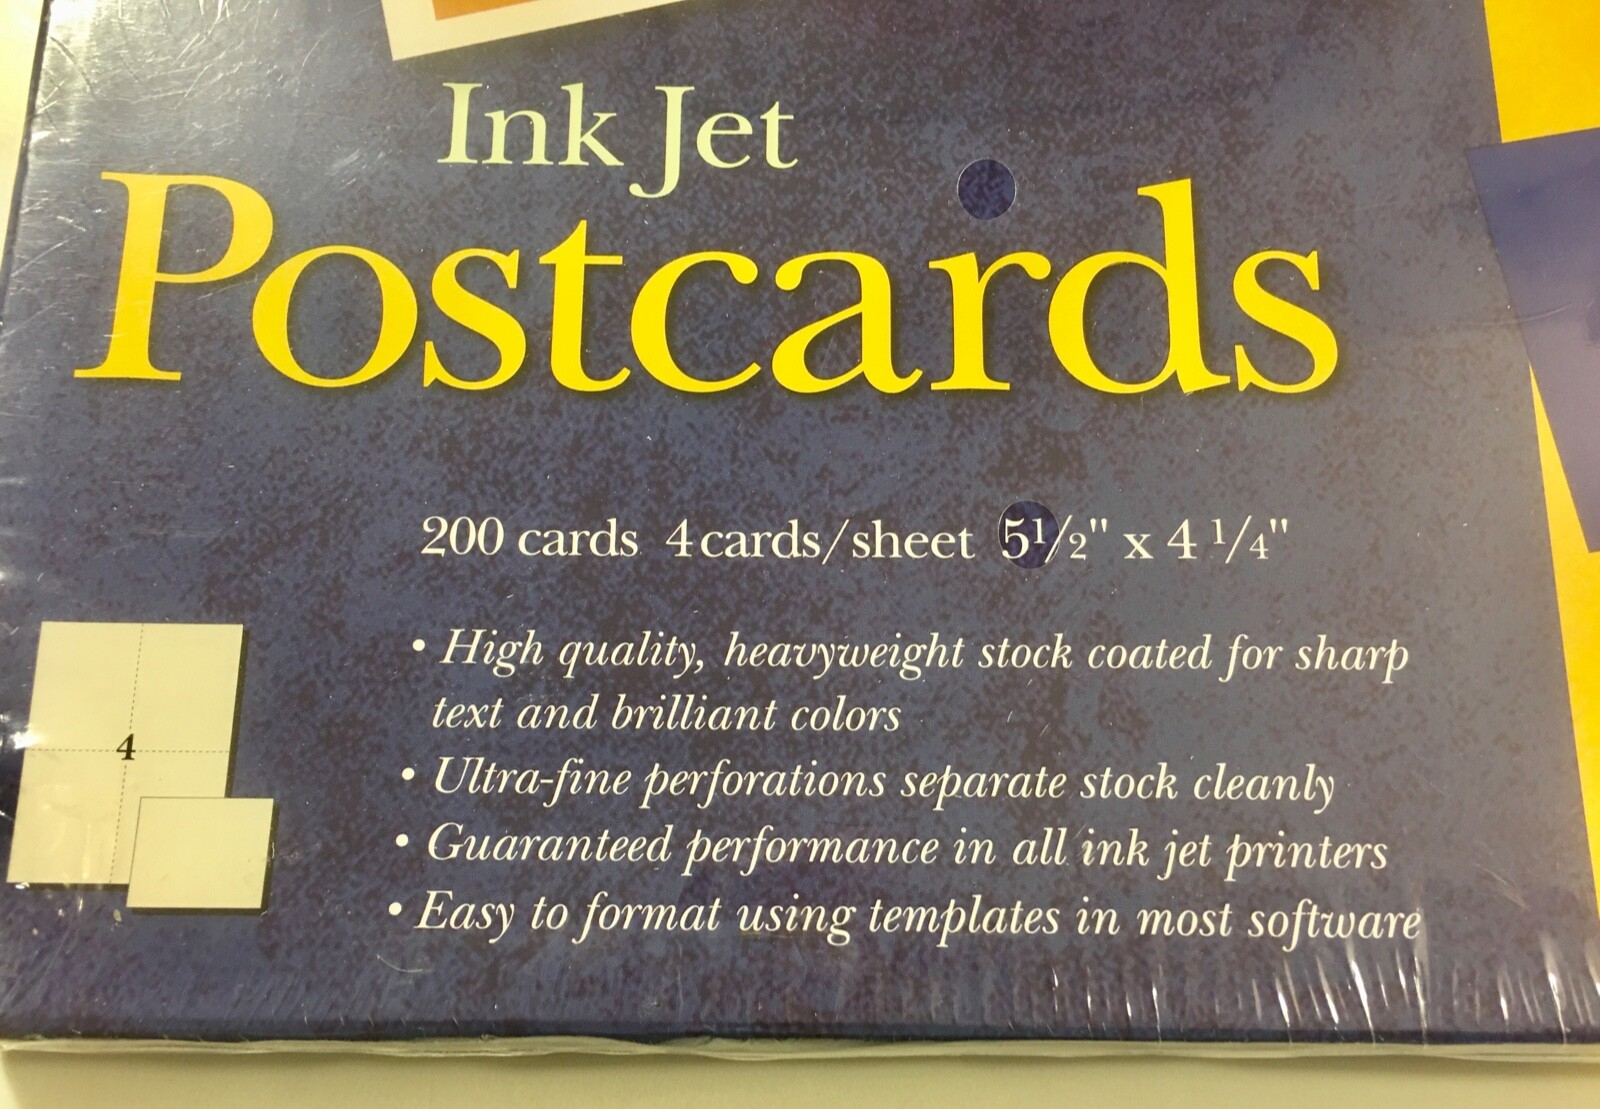 Ink Jet
Postcards
200 cards 4 cards/sheet 5 1/2" x 4 1/4"
• High quality, heavyweight stock coated for sharp
text and brilliant colors
• Ultra-fine perforations separate stock cleanly
• Guaranteed performance in all ink jet printers
• Easy to format using templates in most software
4